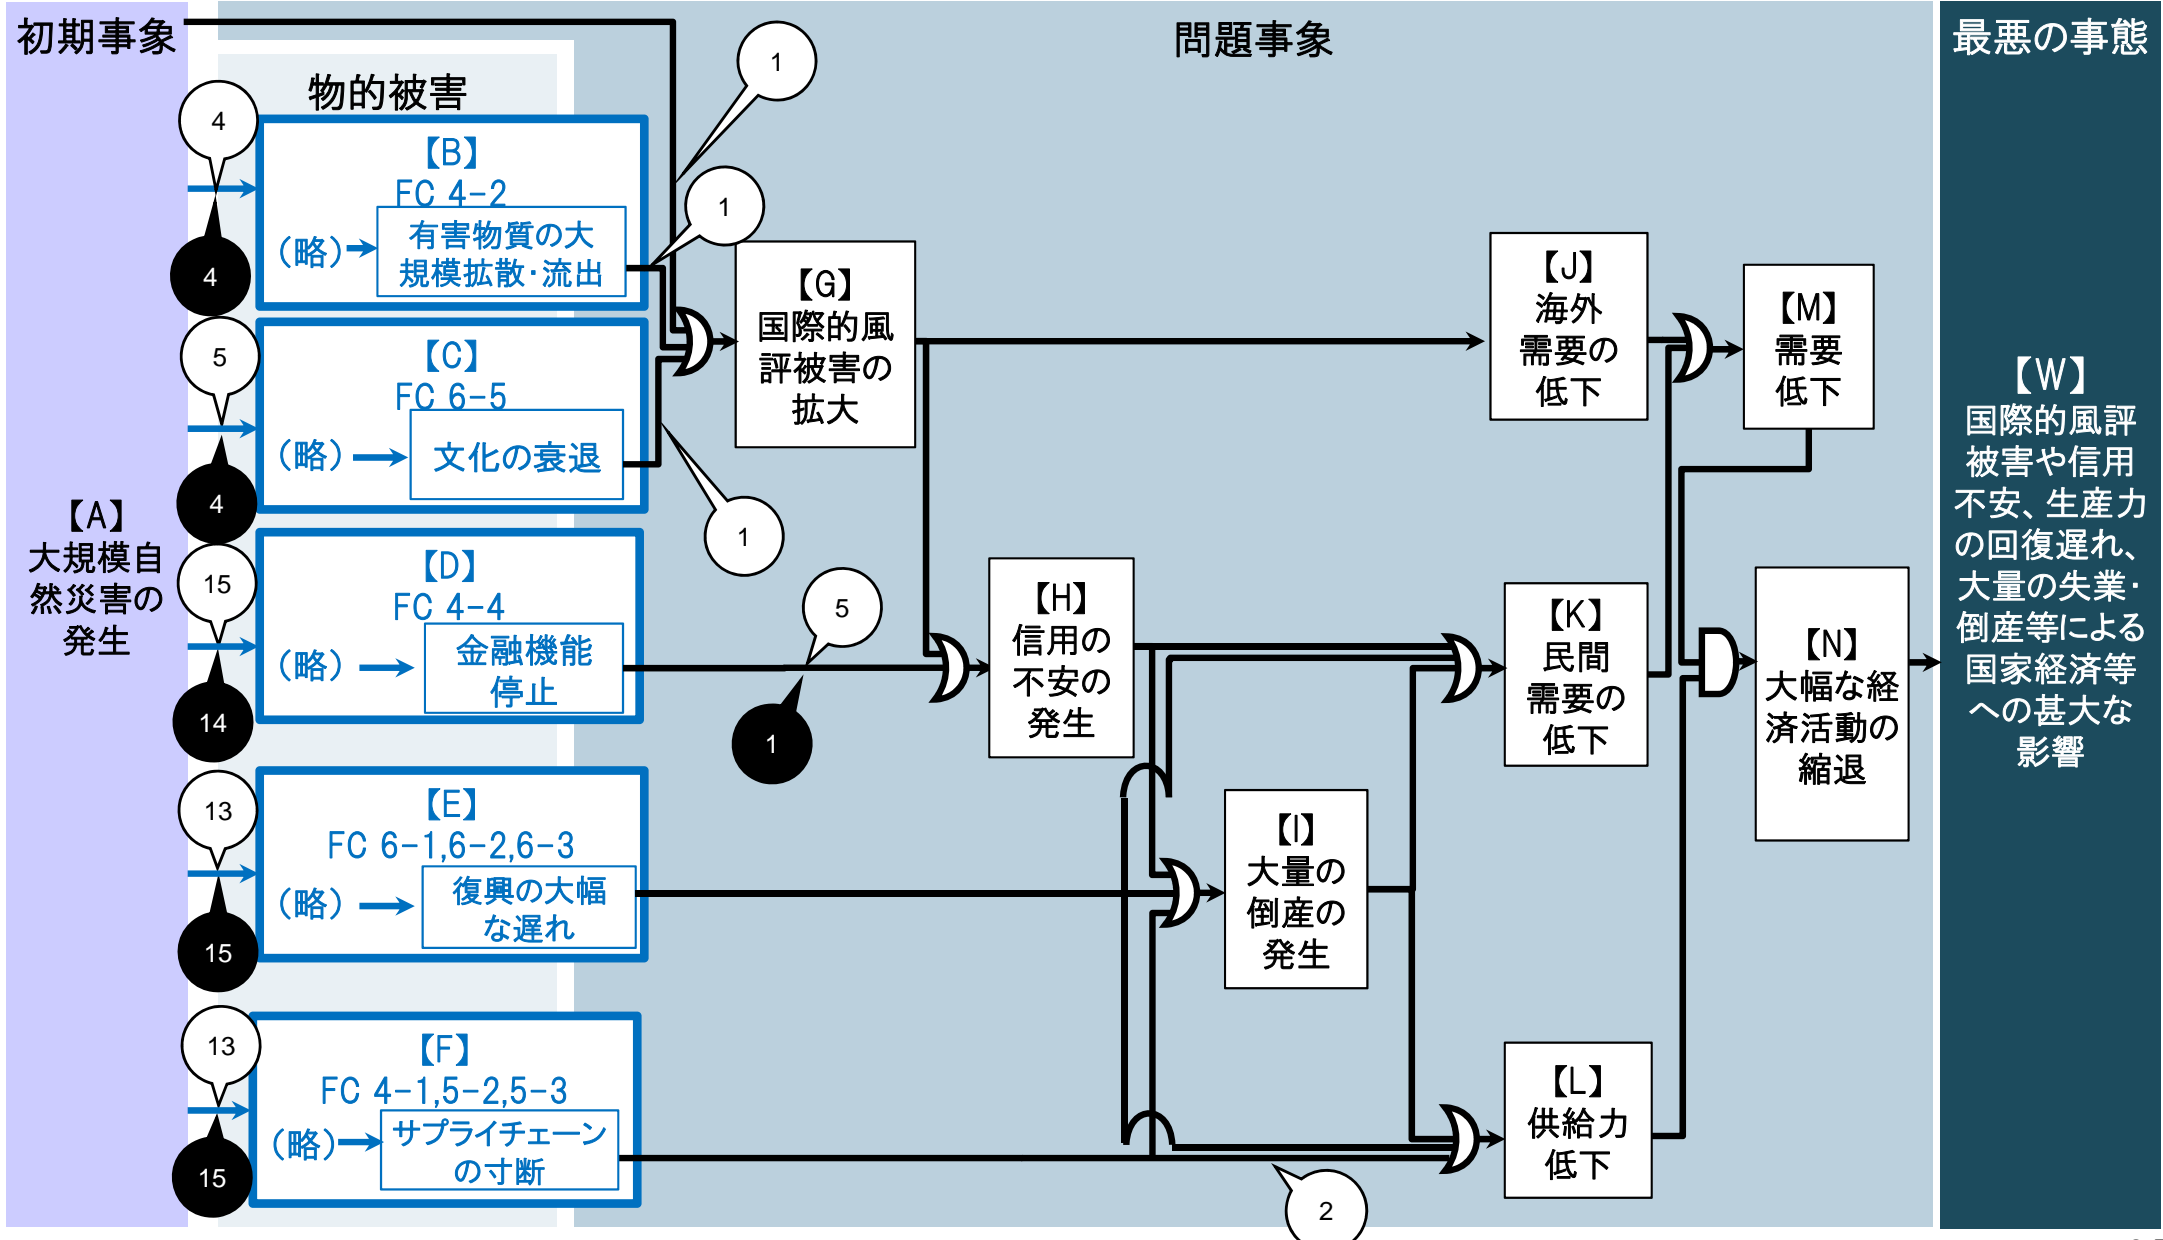 初期事象
問題事象
最悪の事態
物的被害
【A】
大規模自
然災害の
発生
4
4
【B】
FC 4-2
(略)
有害物質の大
規模拡散・流出
5
4
【C】
FC 6-5
(略)
文化の衰退
15
14
【D】
FC 4-4
(略)
金融機能
停止
13
15
【E】
FC 6-1,6-2,6-3
(略)
復興の大幅
な遅れ
13
15
【F】
FC 4-1,5-2,5-3
(略)
サプライチェーン
の寸断
1
1
1
5
1
2
【G】
国際的風
評被害の
拡大
【H】
信用の
不安の
発生
【I】
大量の
倒産の
発生
【J】
海外
需要の
低下
【K】
民間
需要の
低下
【L】
供給力
低下
【M】
需要
低下
【N】
大幅な経
済活動の
縮退
【W】
国際的風評
被害や信用
不安、生産力
の回復遅れ、
大量の失業・
倒産等による
国家経済等
への甚大な
影響